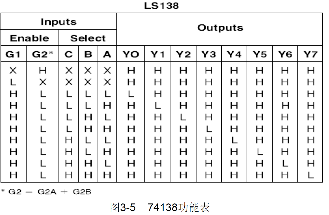 LS138
Inputs Outputs
Enable Select
G1 G2* C B A YO Y1 Y2 Y3 Y4 Y5 Y6 Y7
X H X X X H H H H H H H H
L X X X X H H H H H H H H
H L L L L L H H H H H H H
H L L L H H L H H H H H H
H L L H L H H L H H H H H
H L L H H H H H L H H H H
H L H L L H H H H L H H H
H L H L H H H H H H L H H
H L H H L H H H H H H L H
H L H H H H H H H H H H L
* G2 = G2A + G2B
图3-5 74138功能表